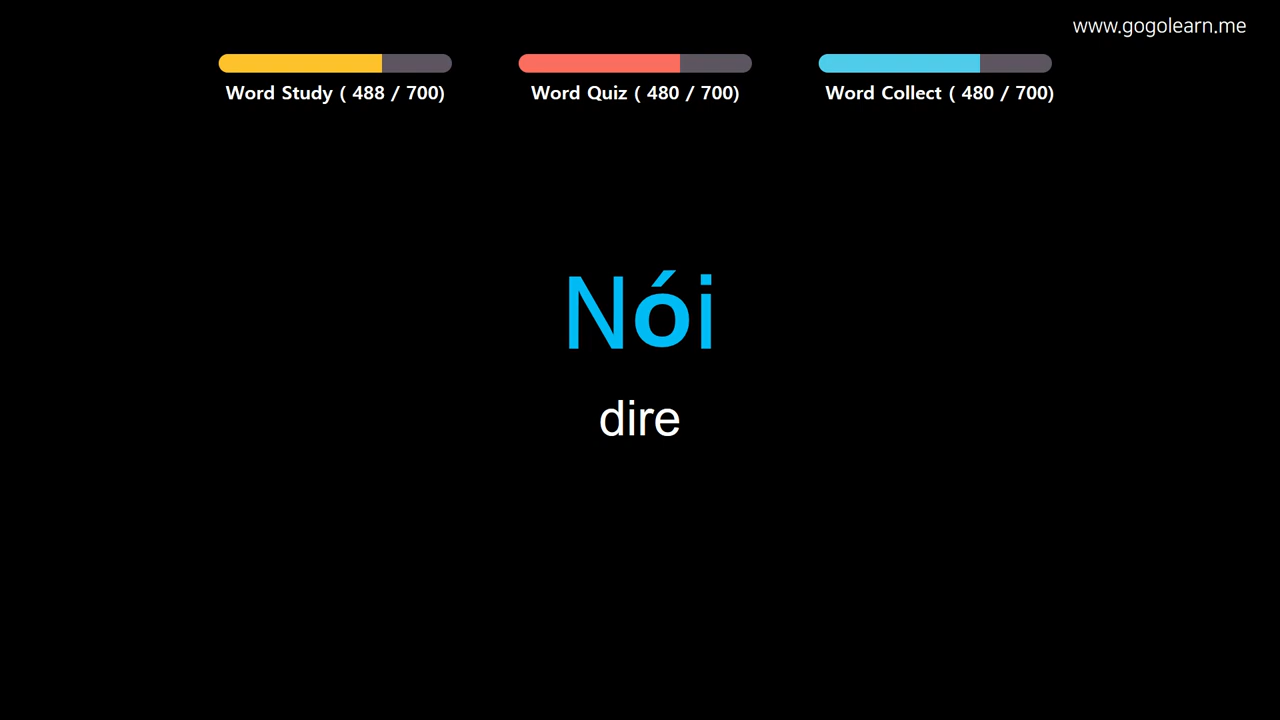 www.gogolearn.me
Word Study ( 488 / 700)
Word Quiz ( 480 / 700)
Word Collect ( 480 / 700)
Nói
dire